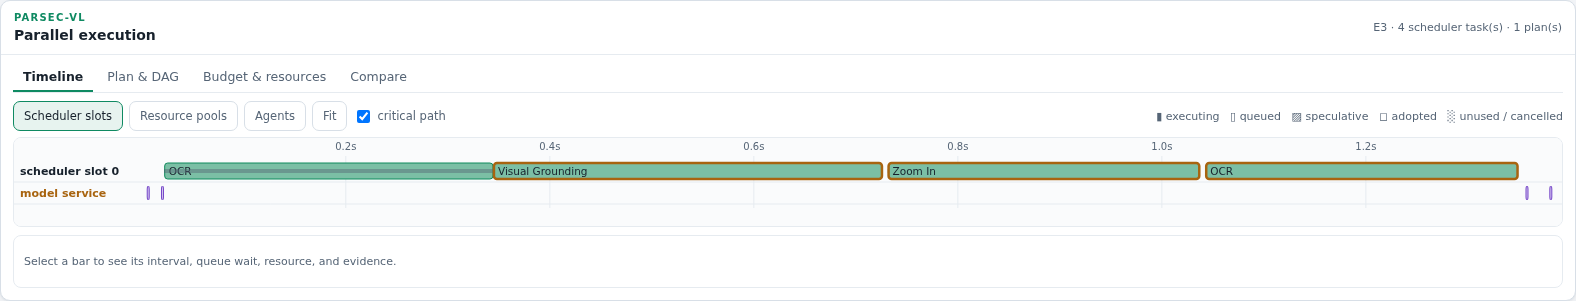 PARSEC-VL
Parallel execution
E3 · 4 scheduler task(s) · 1 plan(s)
Timeline Plan & DAG Budget & resources Compare
Scheduler slots Resource pools Agents Fit critical path
executing queued speculative adopted unused / cancelled
0.2s 0.4s 0.6s 0.8s 1.0s 1.2s
scheduler slot 0 OCR Visual Grounding Zoom In OCR
model service
Select a bar to see its interval, queue wait, resource, and evidence.